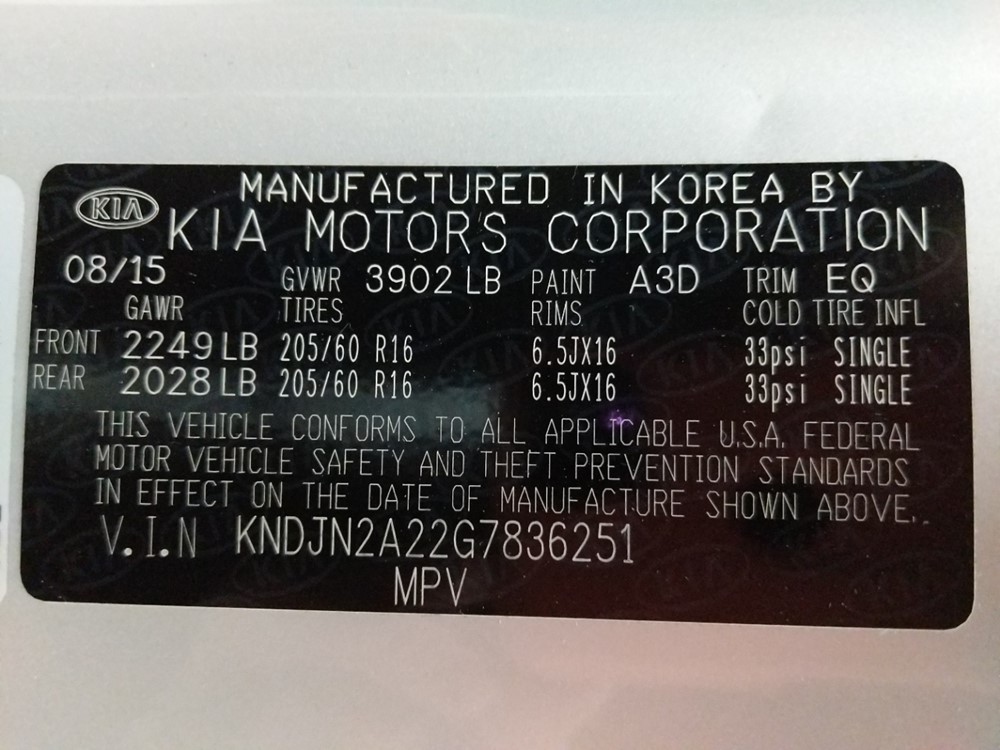 MANUFACTURED IN KOREA BY
KIA KIA MOTORS CORPORATION
08/15 GVWR 3902 LB PAINT A3D TRIM EQ
GAWR TIRES RIMS COLD TIRE INFL
FRONT 2249 LB 205/60 R16 6.5JX16 33psi SINGLE
REAR 2028 LB 205/60 R16 6.5JX16 33psi SINGLE
THIS VEHICLE CONFORMS TO ALL APPLICABLE U.S.A. FEDERAL
MOTOR VEHICLE SAFETY AND THEFT PREVENTION STANDARDS
IN EFFECT ON THE DATE OF MANUFACTURE SHOWN ABOVE.
V.I.N KNDJN2A22G7836251
MPV